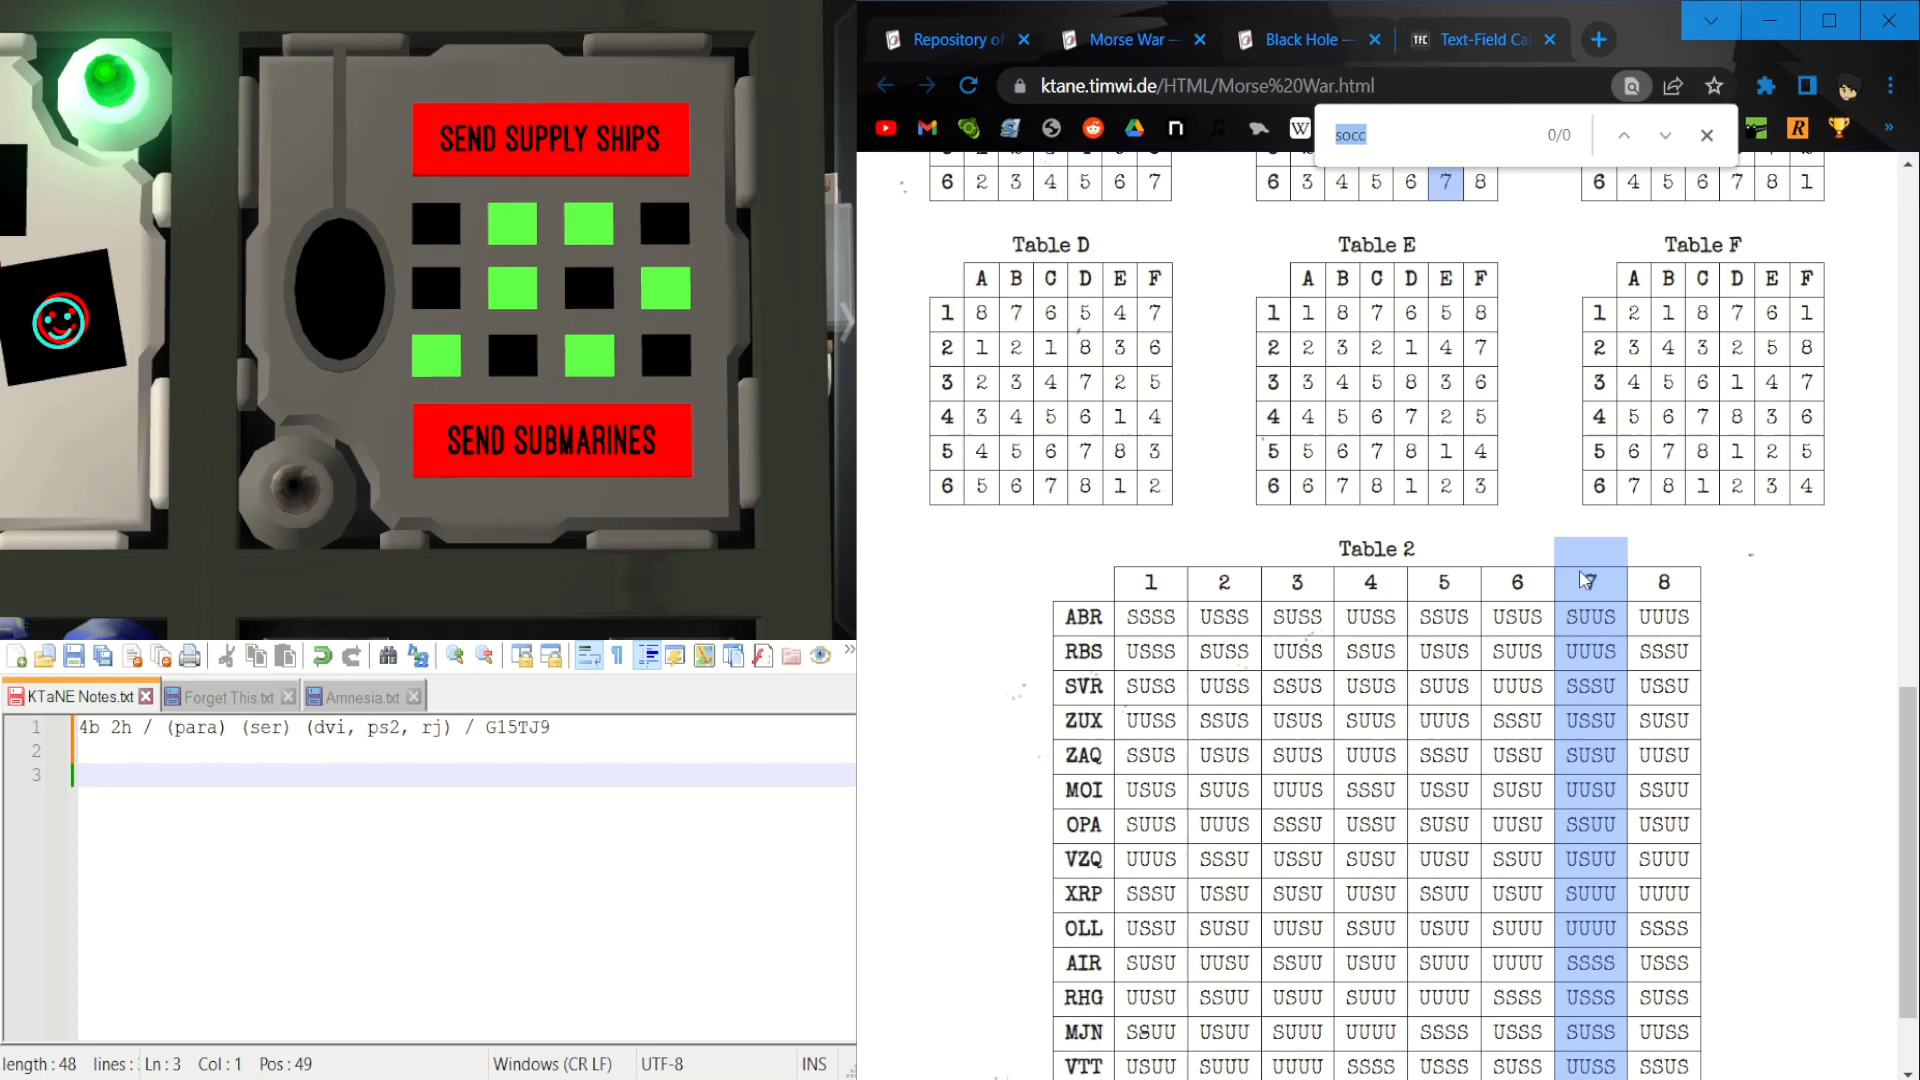 SEND SUPPLY SHIPS
SEND SUBMARINES
KTaNE Notes.txt Forget This.txt Amnesia.txt
1 4b 2h / (para) (ser) (dvi, ps2, rj) / G15TJ9
2
3
length : 48 lines : Ln : 3 Col : 1 Pos : 49 Windows (CR LF) UTF-8 INS
Repository of Morse War — Black Hole — TFC Text-Field Cal
ktane.timwi.de/HTML/Morse%20War.html
socc 0/0
6 2 3 4 5 6 7
6 3 4 5 6 7 8
6 4 5 6 7 8 1
Table D
A B C D E F
1 8 7 6 5 4 7
2 1 2 1 8 3 6
3 2 3 4 7 2 5
4 3 4 5 6 1 4
5 4 5 6 7 8 3
6 5 6 7 8 1 2
Table E
A B C D E F
1 1 8 7 6 5 8
2 2 3 2 1 4 7
3 3 4 5 8 3 6
4 4 5 6 7 2 5
5 5 6 7 8 1 4
6 6 7 8 1 2 3
Table F
A B C D E F
1 2 1 8 7 6 1
2 3 4 3 2 5 8
3 4 5 6 1 4 7
4 5 6 7 8 3 6
5 6 7 8 1 2 5
6 7 8 1 2 3 4
Table 2
1 2 3 4 5 6 7 8
ABR SSSS USSS SUSS UUSS SSUS USUS SUUS UUUS
RBS USSS SUSS UUSS SSUS USUS SUUS UUUS SSSU
SVR SUSS UUSS SSUS USUS SUUS UUUS SSSU USSU
ZUX UUSS SSUS USUS SUUS UUUS SSSU USSU SUSU
ZAQ SSUS USUS SUUS UUUS SSSU USSU SUSU UUSU
MOI USUS SUUS UUUS SSSU USSU SUSU UUSU SSUU
OPA SUUS UUUS SSSU USSU SUSU UUSU SSUU USUU
VZQ UUUS SSSU USSU SUSU UUSU SSUU USUU SUUU
XRP SSSU USSU SUSU UUSU SSUU USUU SUUU UUUU
OLL USSU SUSU UUSU SSUU USUU SUUU UUUU SSSS
AIR SUSU UUSU SSUU USUU SUUU UUUU SSSS USSS
RHG UUSU SSUU USUU SUUU UUUU SSSS USSS SUSS
MJN SSUU USUU SUUU UUUU SSSS USSS SUSS UUSS
VTT USUU SUUU UUUU SSSS USSS SUSS UUSS SSUS